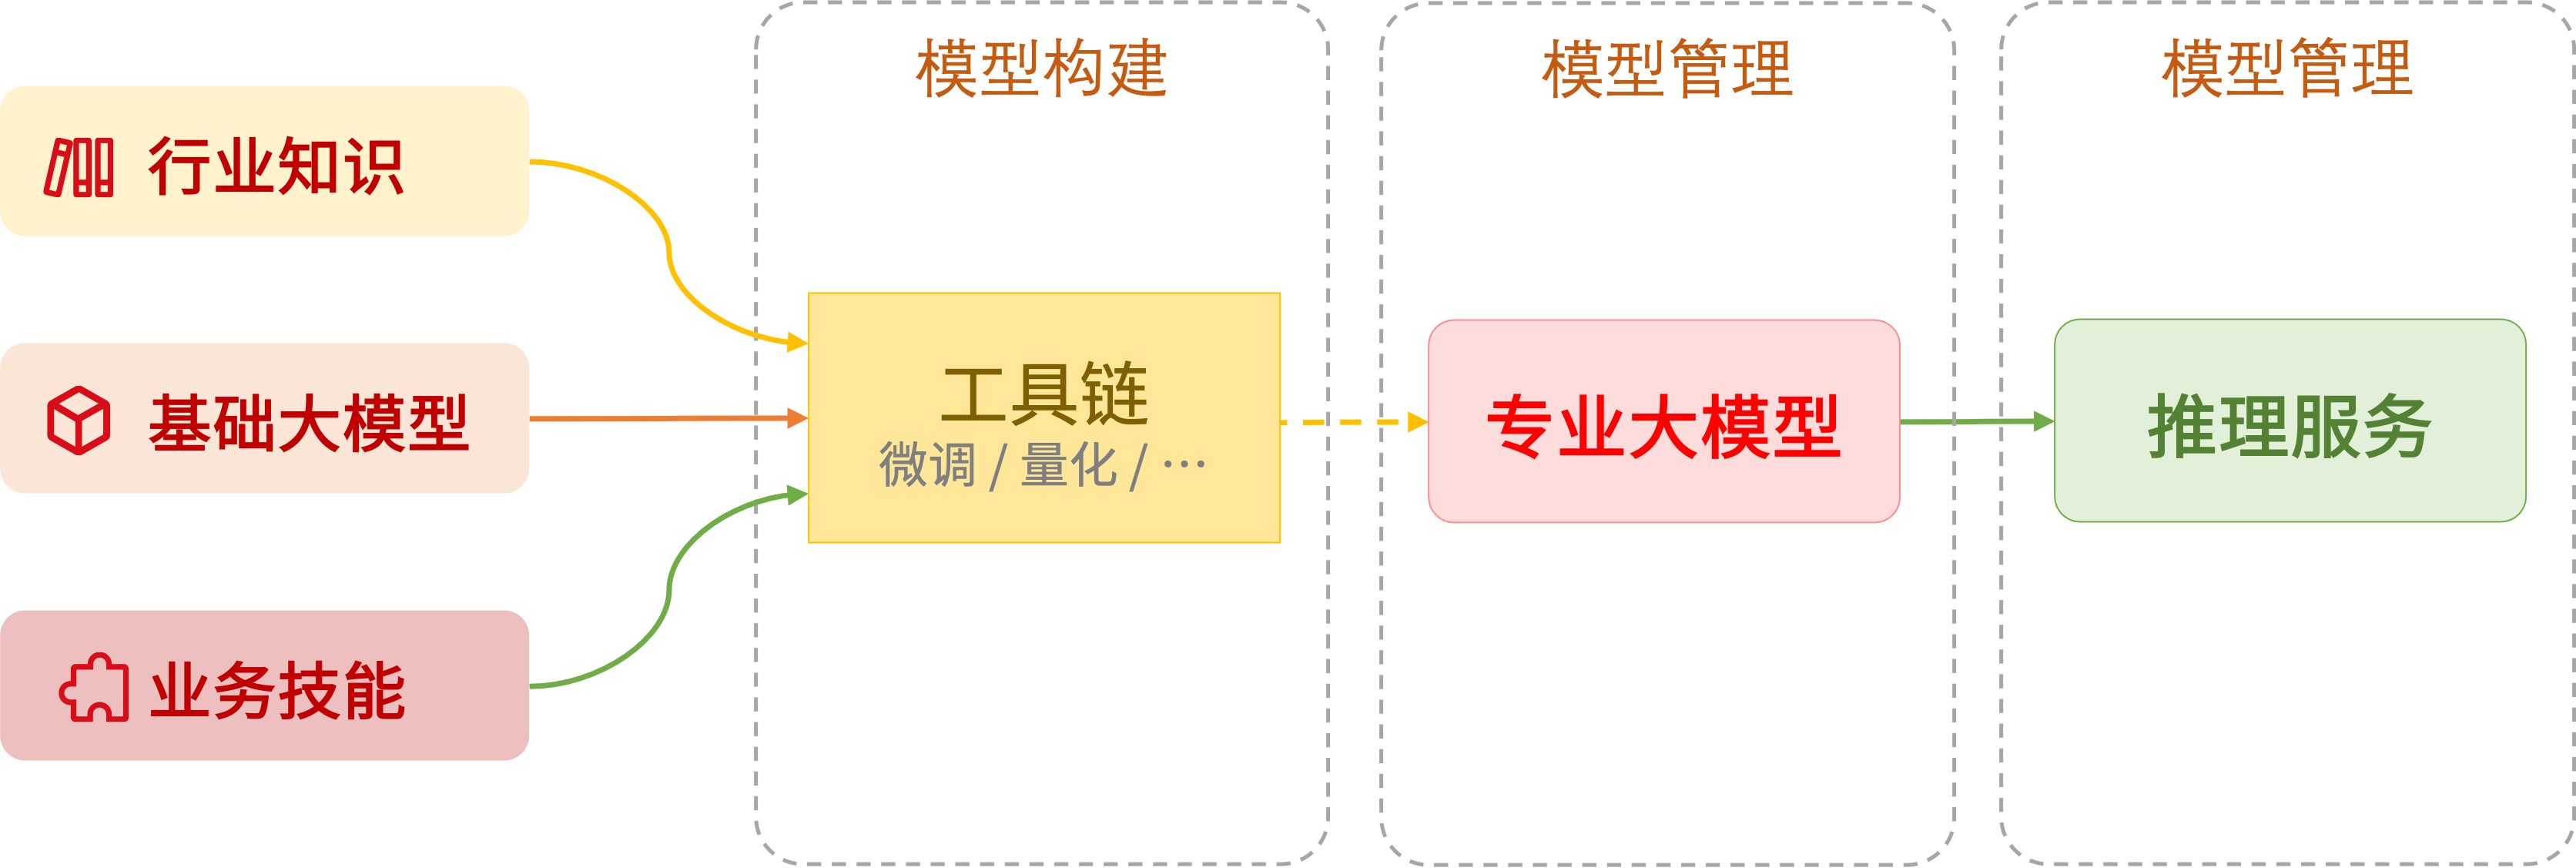 行业知识
基础大模型
业务技能
模型构建
工具链
微调 / 量化 / …
模型管理
专业大模型
模型管理
推理服务